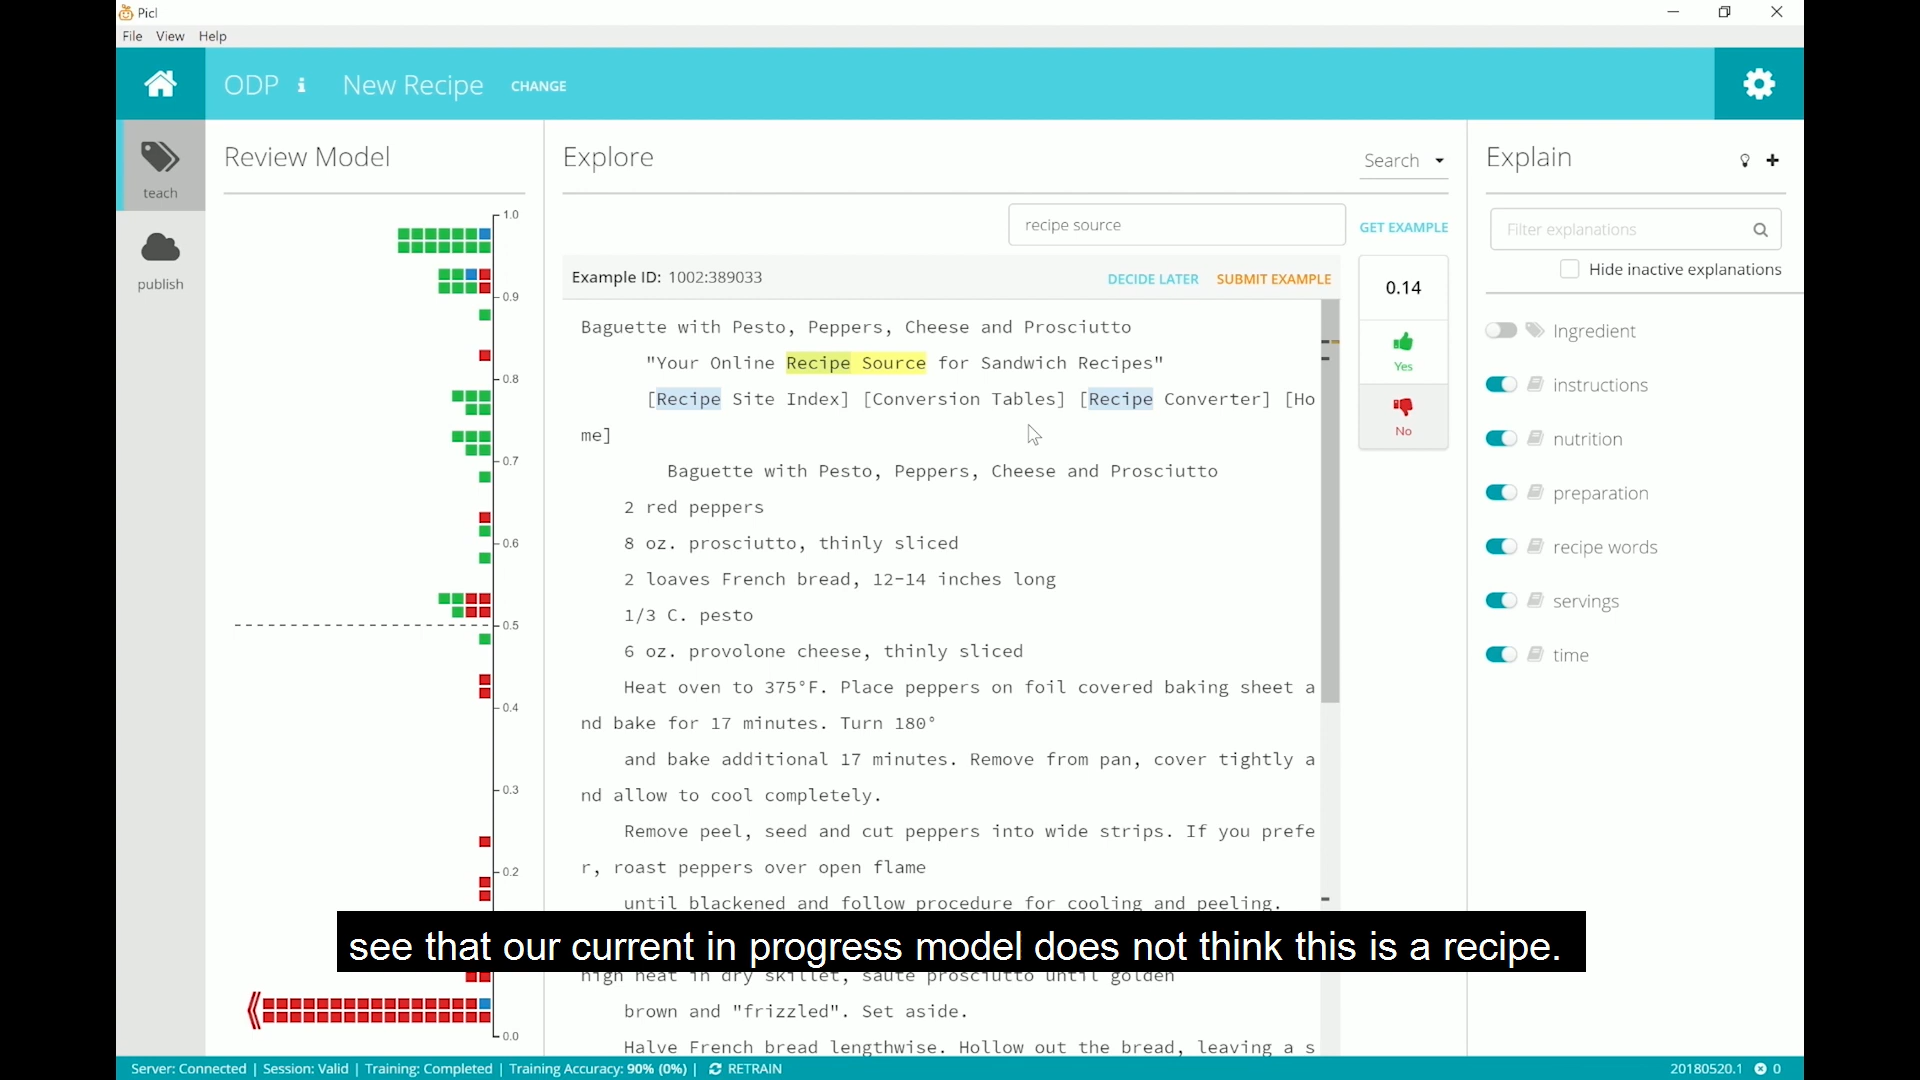 Picl
File View Help
ODP i New Recipe CHANGE
teach
publish
Review Model
1.0
0.9
0.8
0.7
0.6
0.5
0.4
0.3
0.2
0.0
Explore
Search
recipe source
GET EXAMPLE
Example ID: 1002:389033 DECIDE LATER SUBMIT EXAMPLE
Baguette with Pesto, Peppers, Cheese and Prosciutto
"Your Online Recipe Source for Sandwich Recipes"
[Recipe Site Index] [Conversion Tables] [Recipe Converter] [Ho
me]
Baguette with Pesto, Peppers, Cheese and Prosciutto
2 red peppers
8 oz. prosciutto, thinly sliced
2 loaves French bread, 12-14 inches long
1/3 C. pesto
6 oz. provolone cheese, thinly sliced
Heat oven to 375°F. Place peppers on foil covered baking sheet a
nd bake for 17 minutes. Turn 180°
and bake additional 17 minutes. Remove from pan, cover tightly a
nd allow to cool completely.
Remove peel, seed and cut peppers into wide strips. If you prefe
r, roast peppers over open flame
until blackened and follow procedure for cooling and peeling.
high heat in dry skillet, sauté prosciutto until golden
brown and "frizzled". Set aside.
Halve French bread lengthwise. Hollow out the bread, leaving a s
0.14
Yes
No
Explain
Filter explanations
Hide inactive explanations
Ingredient
instructions
nutrition
preparation
recipe words
servings
time
see that our current in progress model does not think this is a recipe.
Server: Connected | Session: Valid | Training: Completed | Training Accuracy: 90% (0%) | RETRAIN
20180520.1 0